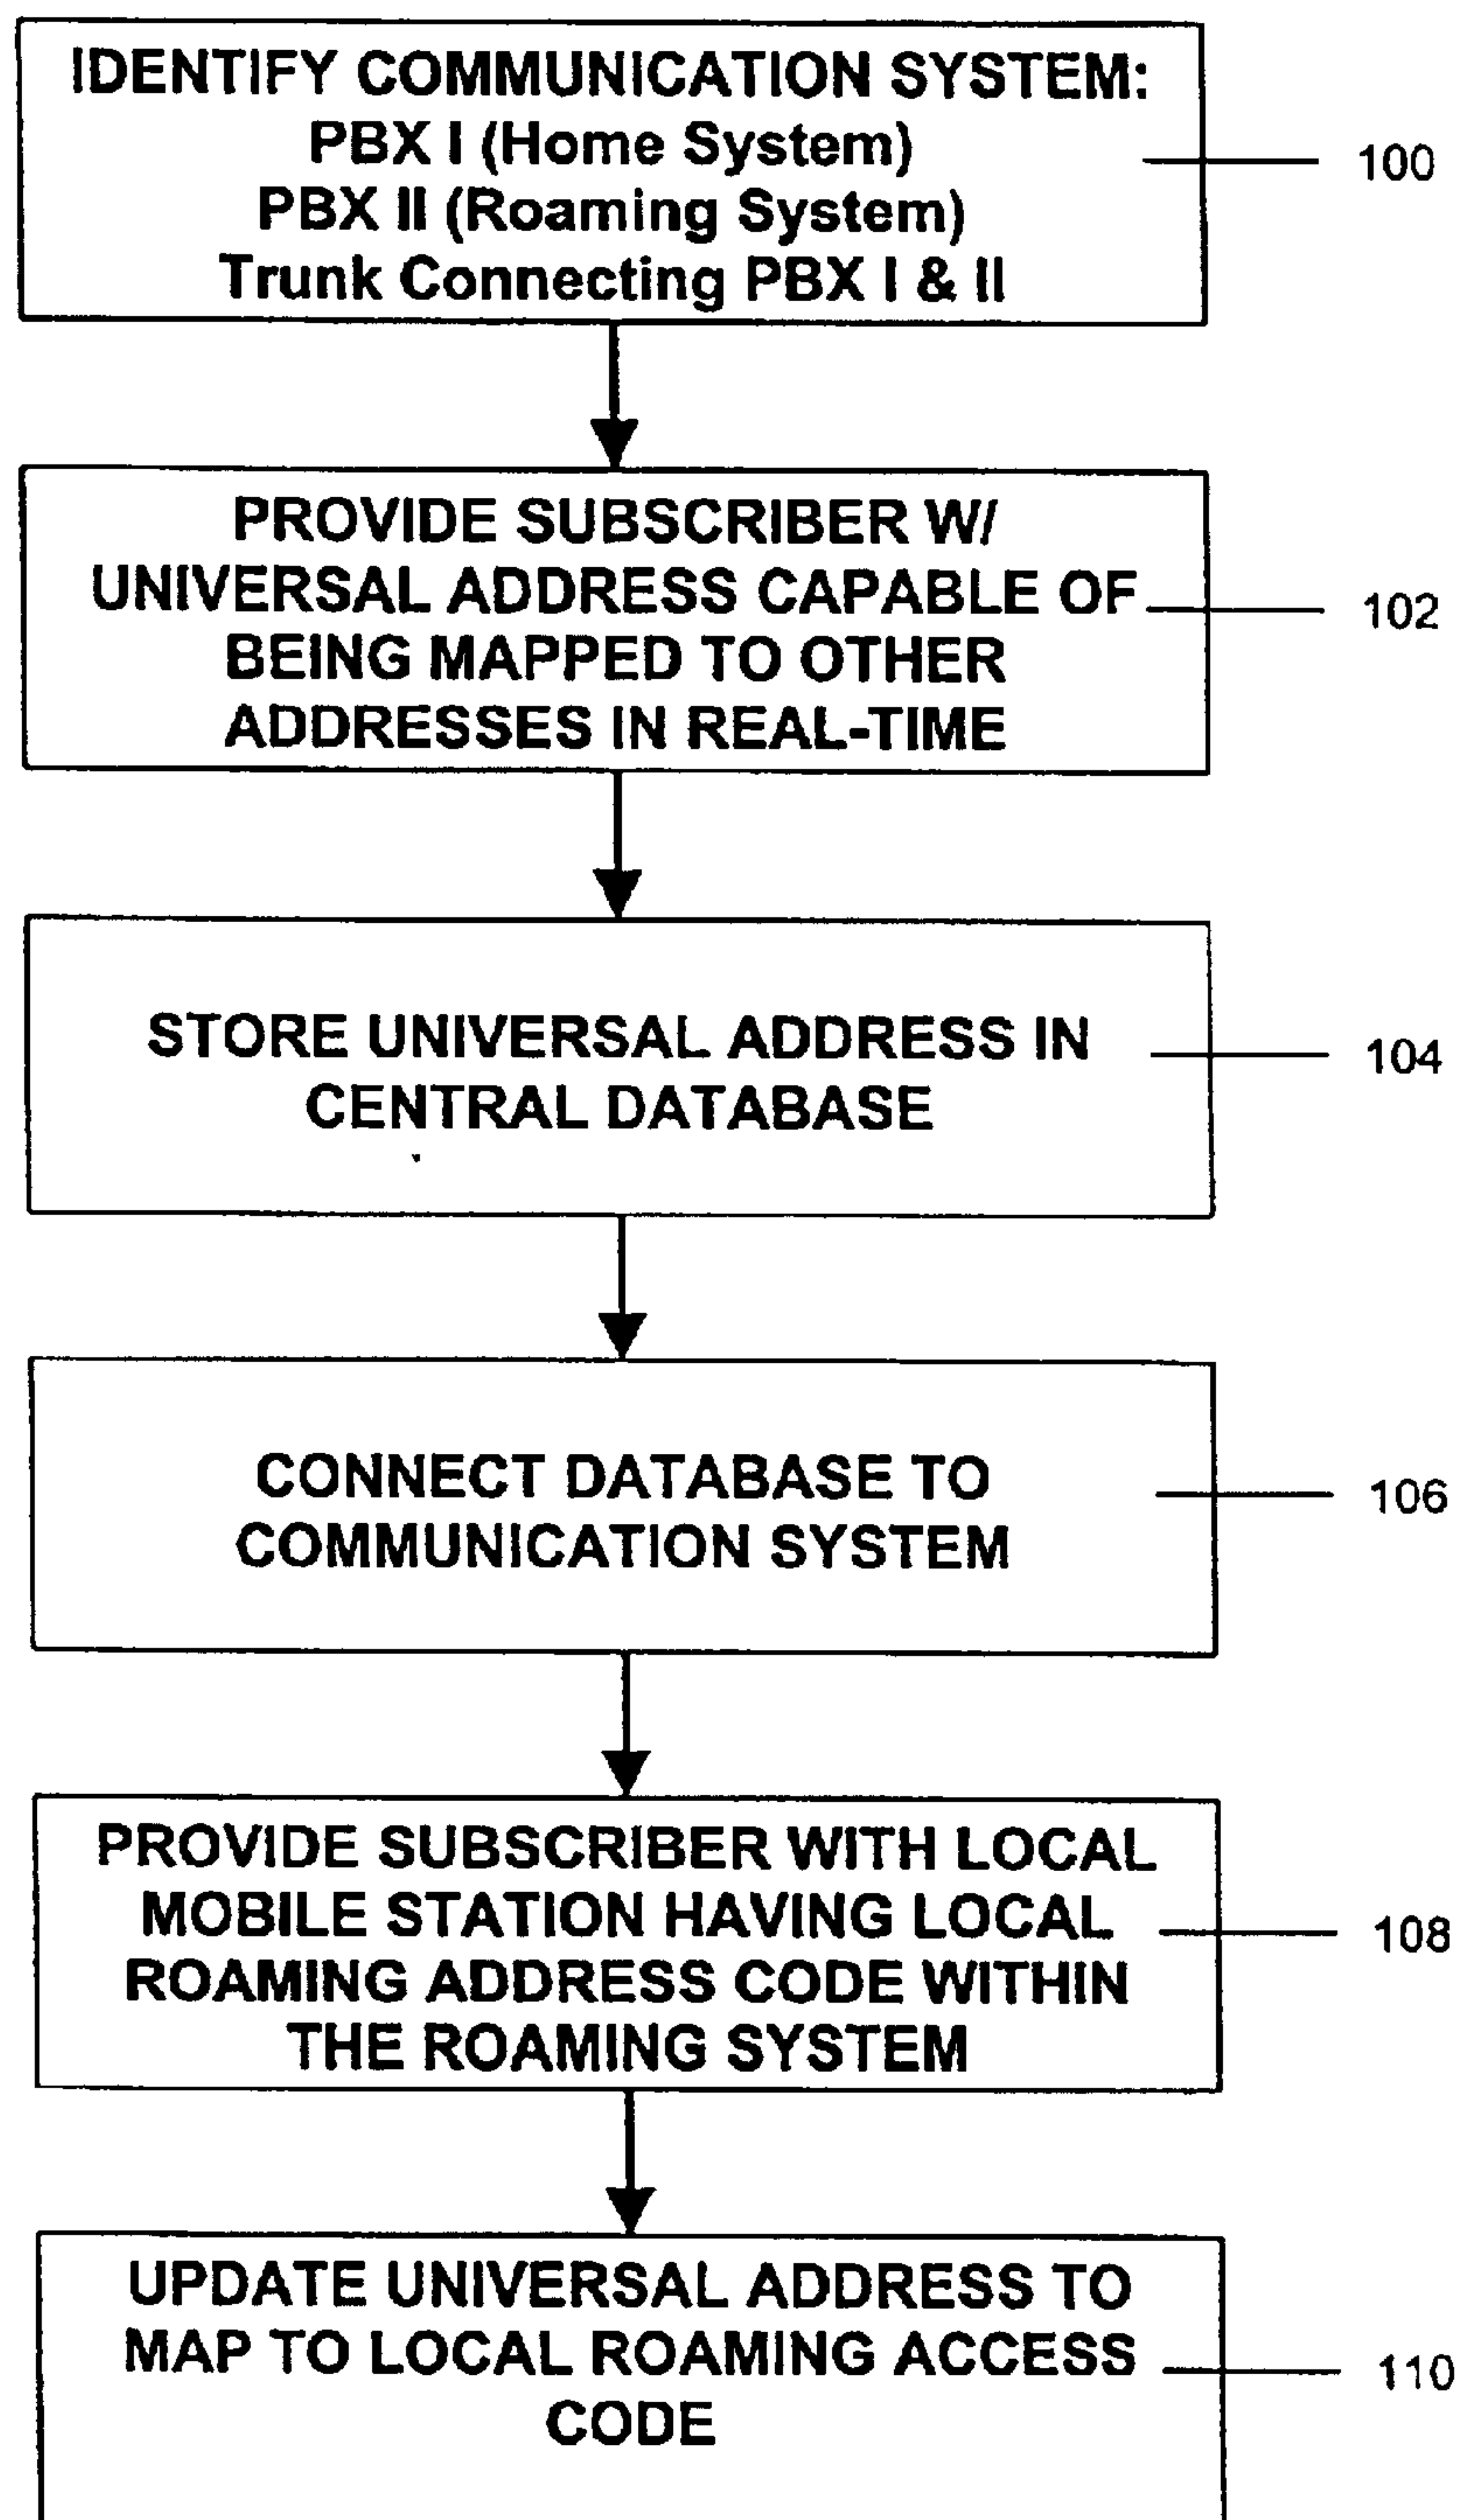 IDENTIFY COMMUNICATION SYSTEM:
PBX I (Home System)
PBX II (Roaming System)
Trunk Connecting PBX I & II
100
PROVIDE SUBSCRIBER W/
UNIVERSAL ADDRESS CAPABLE OF
BEING MAPPED TO OTHER
ADDRESSES IN REAL-TIME
102
STORE UNIVERSAL ADDRESS IN
CENTRAL DATABASE
104
CONNECT DATABASE TO
COMMUNICATION SYSTEM
106
PROVIDE SUBSCRIBER WITH LOCAL
MOBILE STATION HAVING LOCAL
ROAMING ADDRESS CODE WITHIN
THE ROAMING SYSTEM
108
UPDATE UNIVERSAL ADDRESS TO
MAP TO LOCAL ROAMING ACCESS
CODE
110